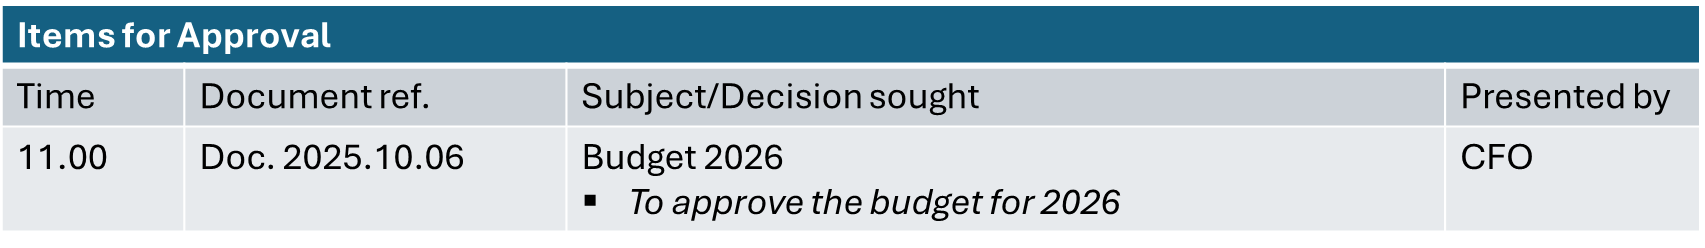 Items for Approval
Time Document ref. Subject/Decision sought Presented by
11.00 Doc. 2025.10.06 Budget 2026 CFO
▪ To approve the budget for 2026